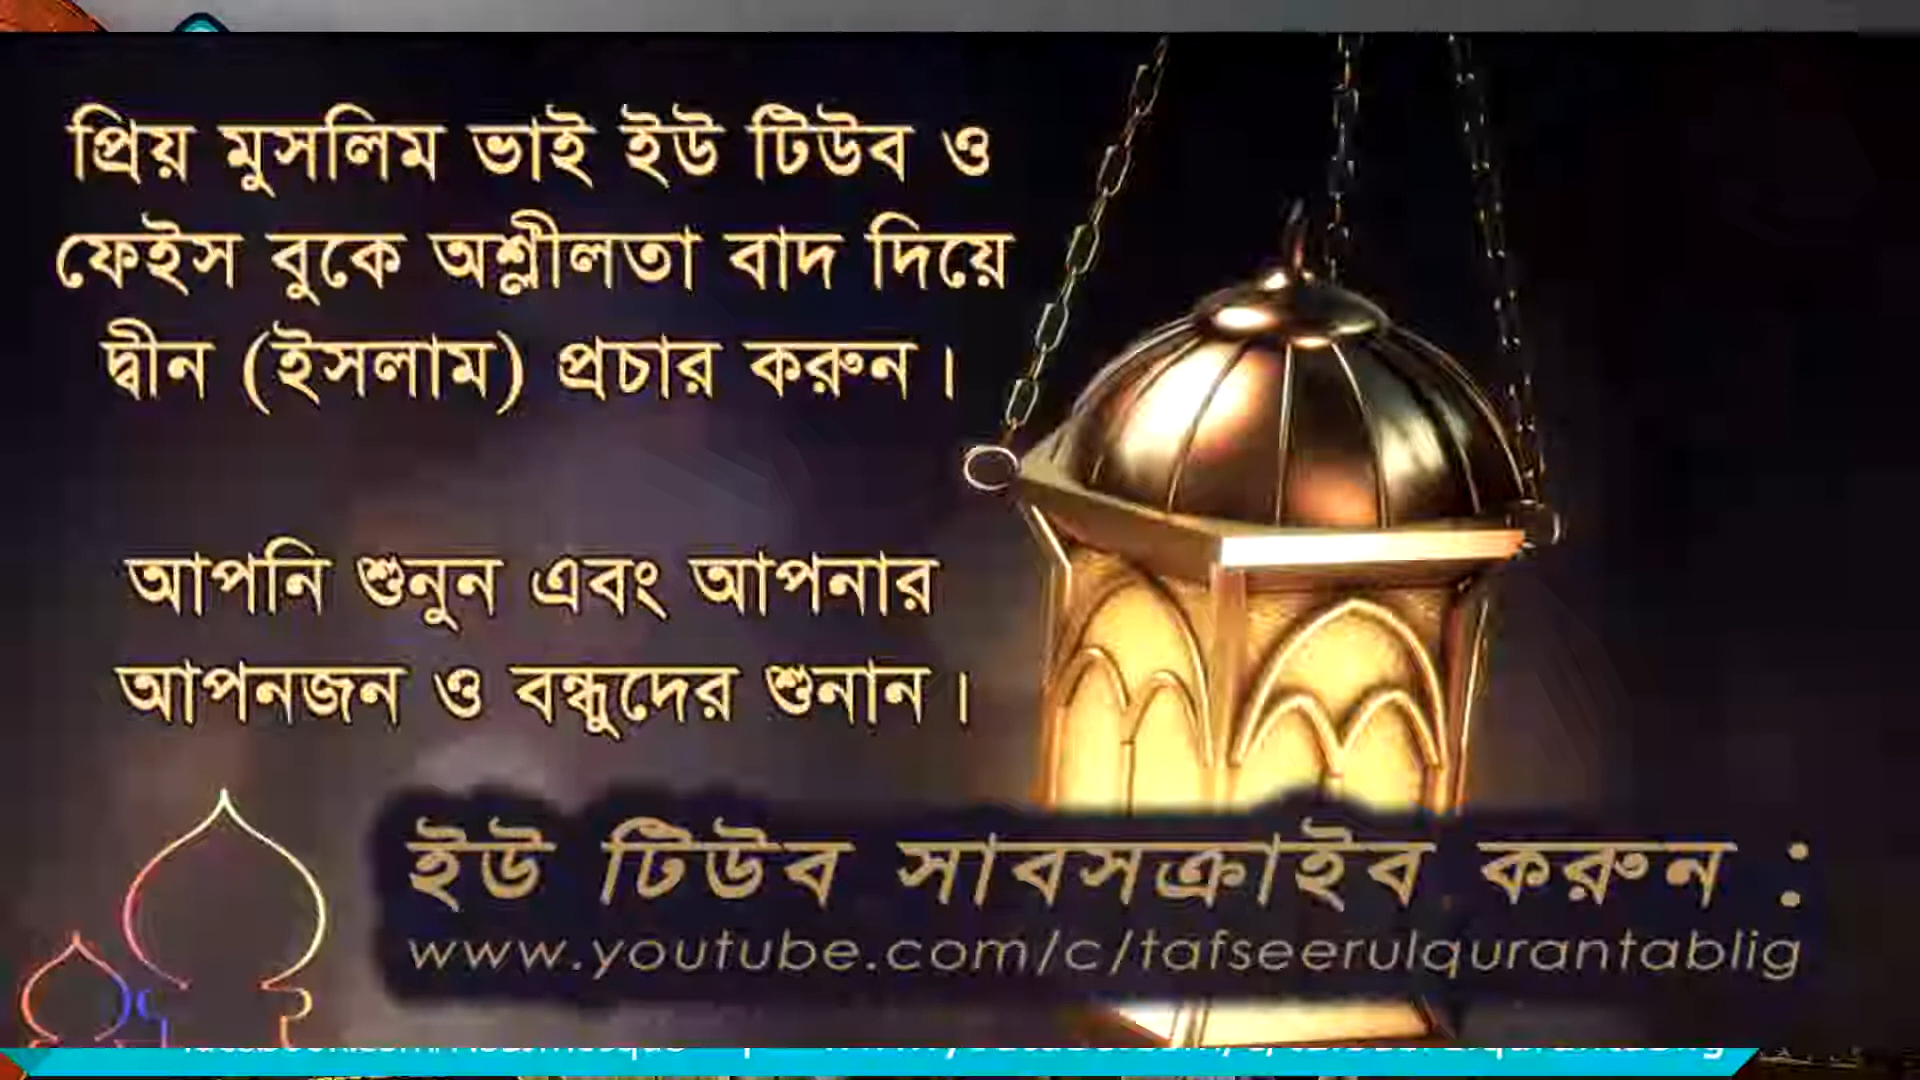 প্রিয় মুসলিম ভাই ইউ টিউব ও
ফেইস বুকে অশ্লীলতা বাদ দিয়ে
দ্বীন (ইসলাম) প্রচার করুন।
আপনি শুনুন এবং আপনার
আপনজন ও বন্ধুদের শুনান।
ইউ টিউব সাবসক্রাইব করুন :
www.youtube.com/c/tafseerulqurantablig